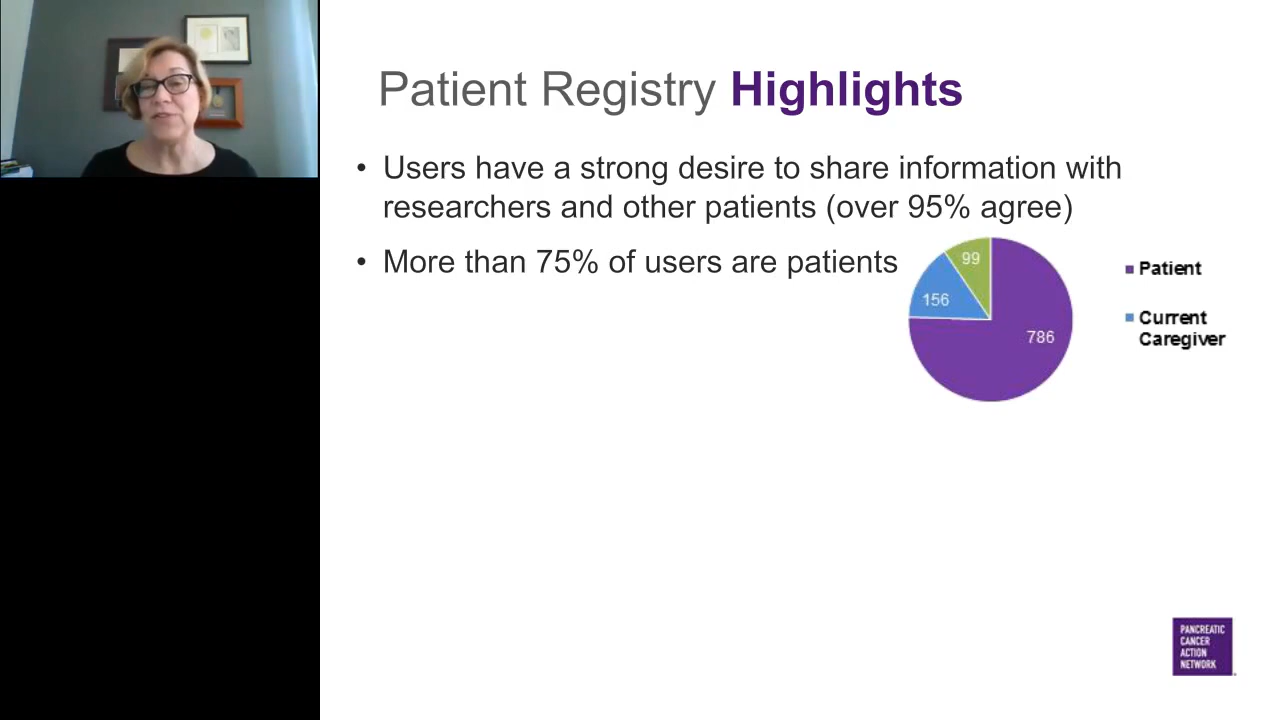 Patient Registry Highlights
• Users have a strong desire to share information with
researchers and other patients (over 95% agree)
• More than 75% of users are patients
99
156
786
Patient
Current
Caregiver
PANCREATIC
CANCER
ACTION
NETWORK